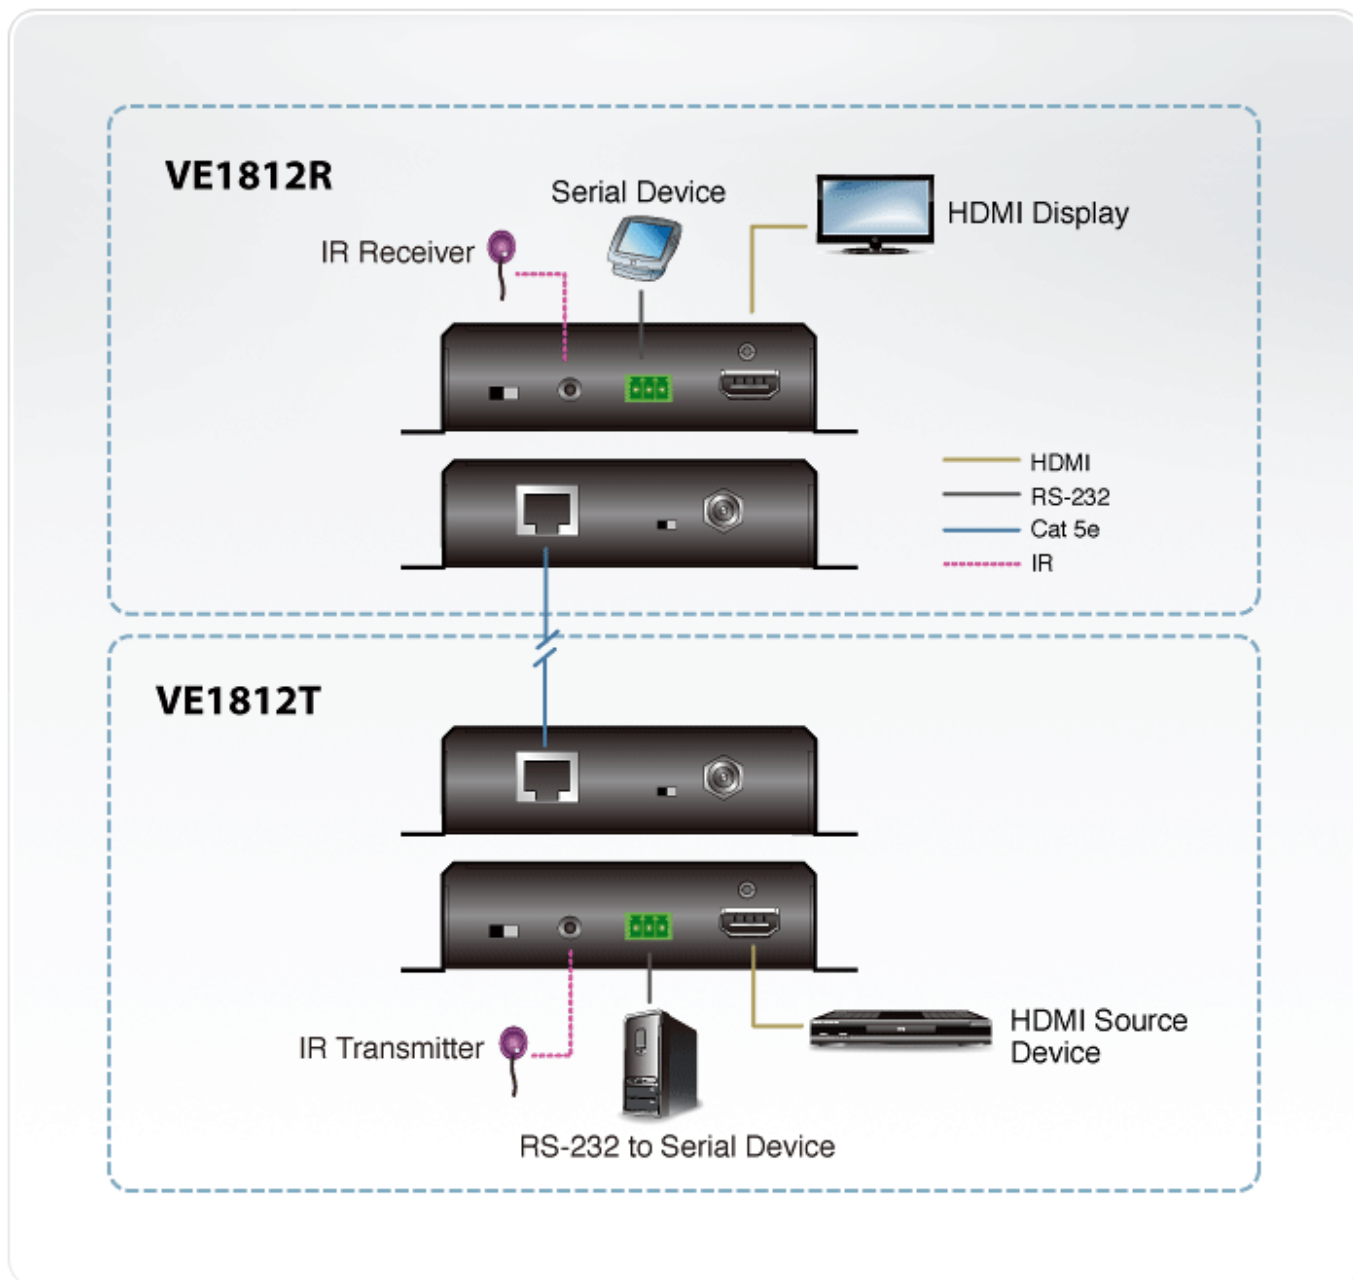 VE1812R
Serial Device
HDMI Display
IR Receiver
HDMI
RS-232
Cat 5e
IR
VE1812T
HDMI Source
Device
IR Transmitter
RS-232 to Serial Device